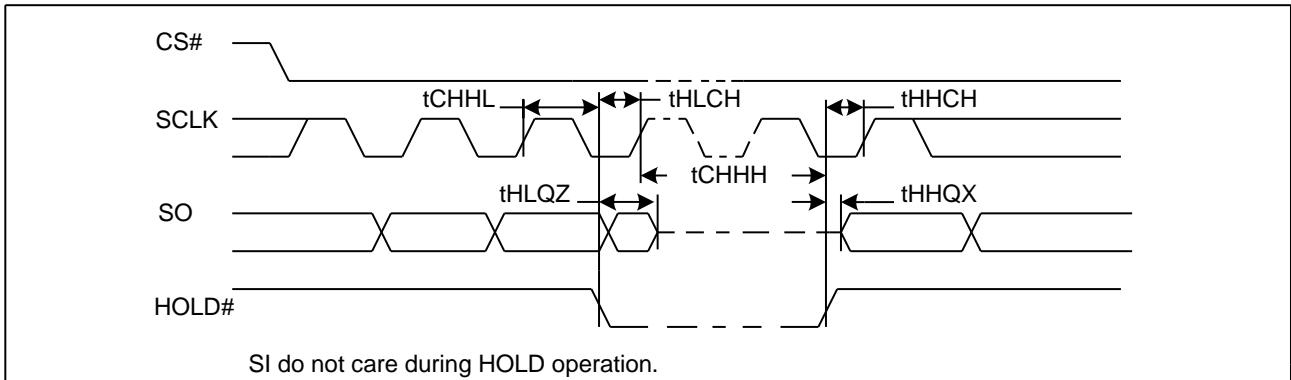 CS#
tCHHL
tHLCH
tHHCH
SCLK
tCHHH
tHLQZ
tHHQX
SO
HOLD#
SI do not care during HOLD operation.